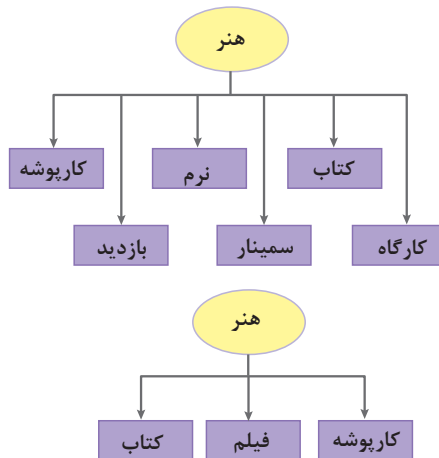 هنر
کتاب
نرم
کارپوشه
کارگاه
سمینار
بازدید
هنر
کارپوشه
فیلم
کتاب